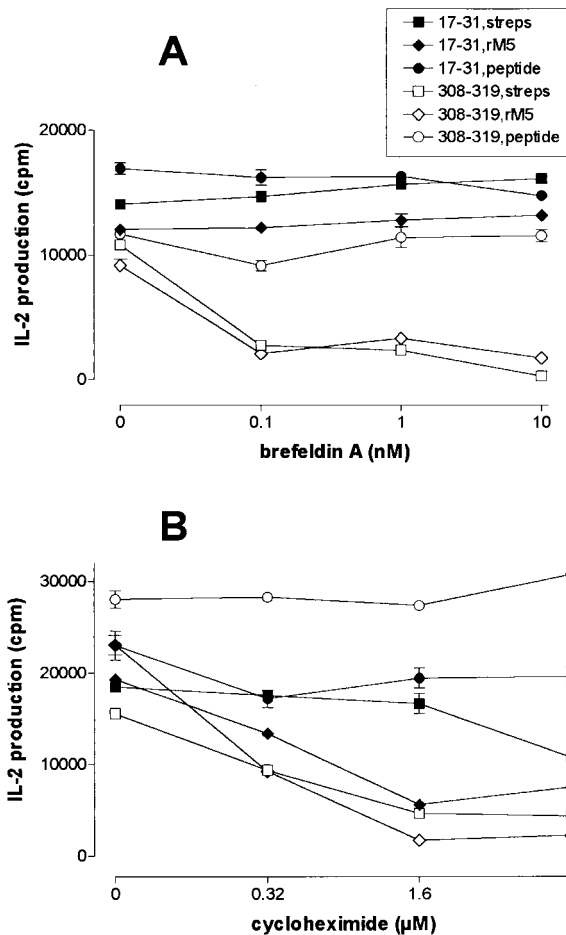 A
17-31,streps
17-31,rM5
17-31,peptide
308-319,streps
308-319,rM5
308-319,peptide
IL-2 production (cpm)
20000
10000
0
0 0.1 1 10
brefeldin A (nM)
B
IL-2 production (cpm)
30000
20000
10000
0
0 0.32 1.6
cycloheximide (µM)